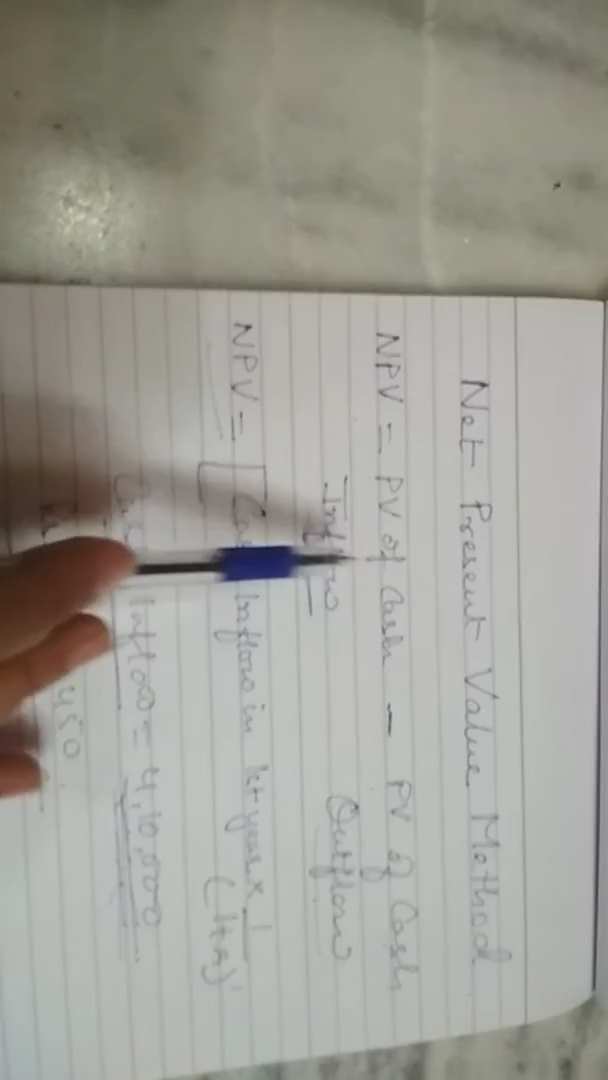 Net Present Value Method
NPV = PV of Cash - PV of Cash
Inflow Outflow
NPV = [ Inflow in 1st year x 1
(1+r)
Inflow = 4,10,000
450